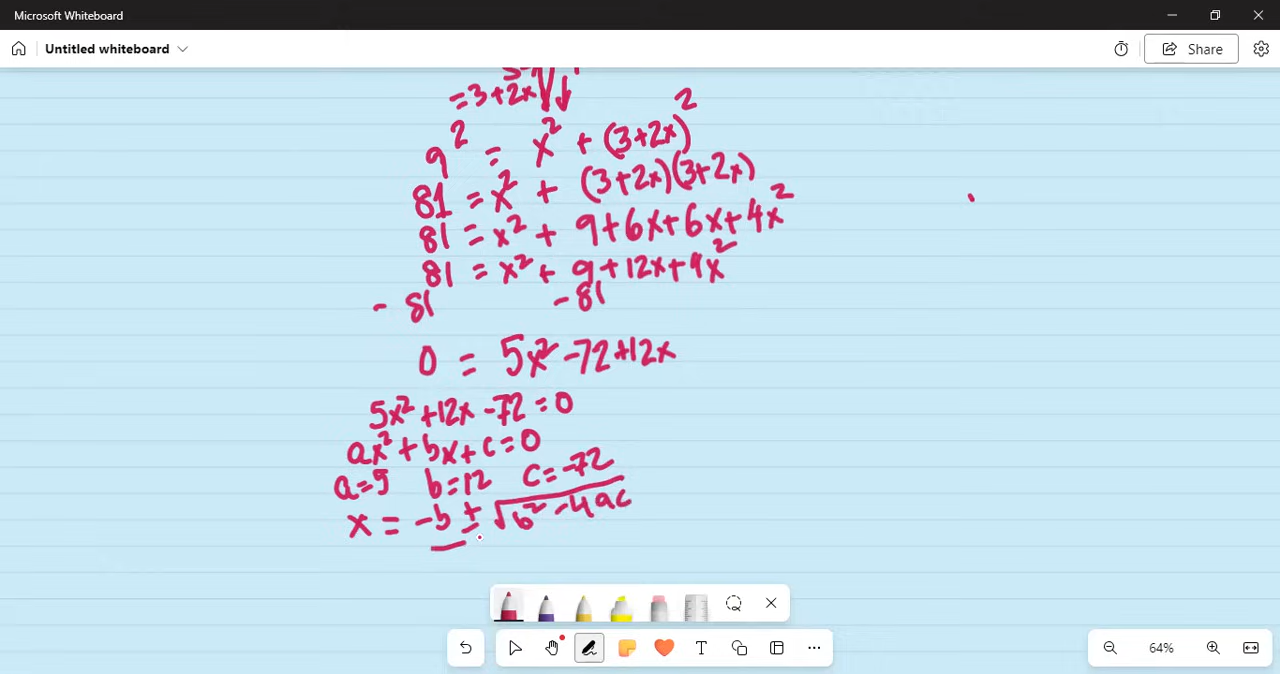 Microsoft Whiteboard
Untitled whiteboard
Share
=3+2x
9² = x² + (3+2x)²
81 = x² + (3+2x)(3+2x)
81 = x² + 9+6x+6x+4x²
81 = x² + 9+12x+4x²
- 81 - 81
0 = 5x² -72+12x
5x² +12x -72 =0
ax² + bx + c = 0
a=5 b=12 c=-72
x = -b ± √b² -4ac
64%